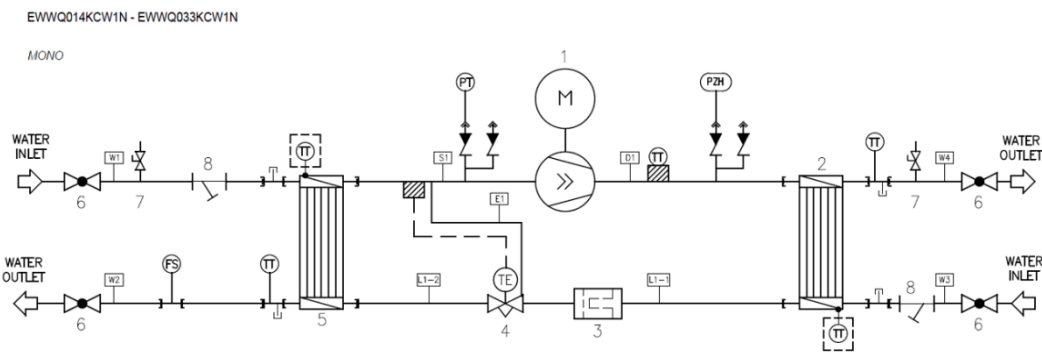 EWWQ014KCW1N - EWWQ033KCW1N
MONO
1
M
PT
PZH
WATER
INLET
W1
8
TT
S1
D1
TT
2
TT
W4
WATER
OUTLET
6
7
E1
7
6
WATER
OUTLET
W2
FS
TT
L1-2
TE
L1-1
8
W3
WATER
INLET
6
5
4
3
TT
6